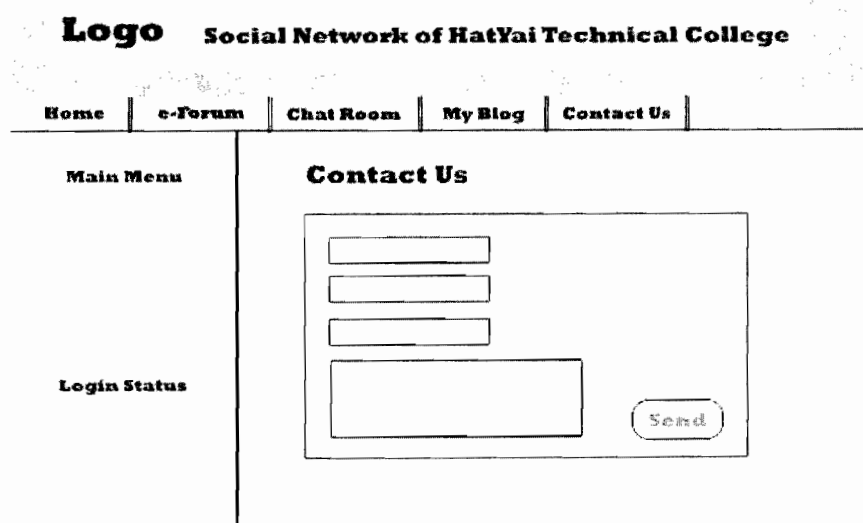 Logo Social Network of HatYai Technical College
Home e-Forum Chat Room My Blog Contact Us
Main Menu
Contact Us
Login Status
Send